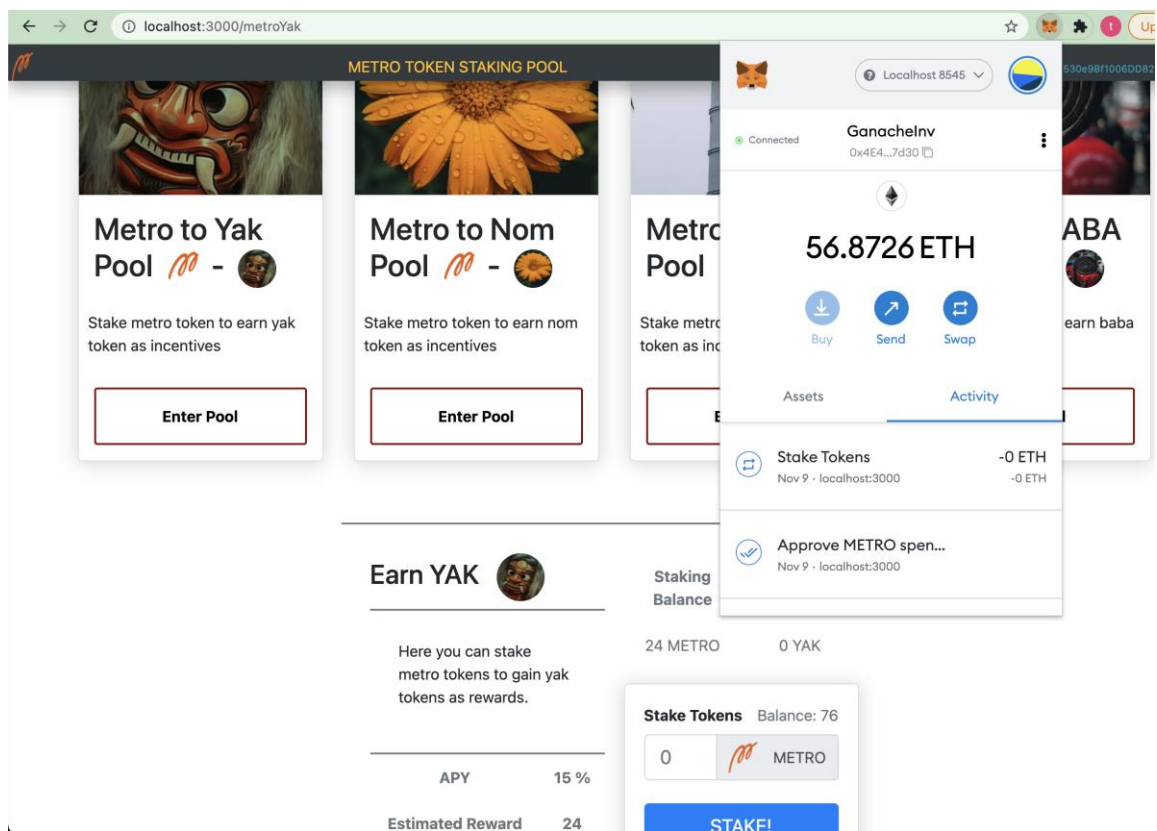 localhost:3000/metroYak
t
Up
METRO TOKEN STAKING POOL
530e9Bf1006DD82
Localhost 8545
Connected
GanacheInv
0x4E4...7d30
56.8726 ETH
Buy
Send
Swap
Assets
Activity
Stake Tokens
-0 ETH
Nov 9 · localhost:3000
-0 ETH
Approve METRO spen...
Nov 9 · localhost:3000
Metro to Yak
Pool -
Stake metro token to earn yak
token as incentives
Enter Pool
Metro to Nom
Pool -
Stake metro token to earn nom
token as incentives
Enter Pool
Metro
Pool
Stake metro
token as inc
E
ABA
earn baba
l
Earn YAK
Here you can stake
metro tokens to gain yak
tokens as rewards.
APY 15 %
Estimated Reward 24
Staking
Balance
24 METRO 0 YAK
Stake Tokens Balance: 76
0 METRO
STAKE!